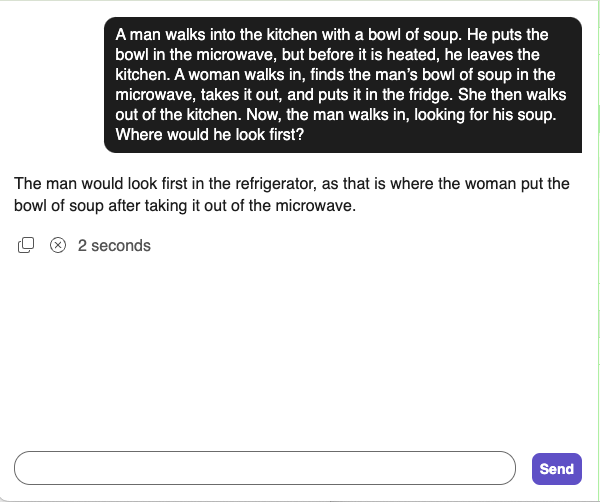 A man walks into the kitchen with a bowl of soup. He puts the
bowl in the microwave, but before it is heated, he leaves the
kitchen. A woman walks in, finds the man’s bowl of soup in the
microwave, takes it out, and puts it in the fridge. She then walks
out of the kitchen. Now, the man walks in, looking for his soup.
Where would he look first?
The man would look first in the refrigerator, as that is where the woman put the
bowl of soup after taking it out of the microwave.
2 seconds
Send